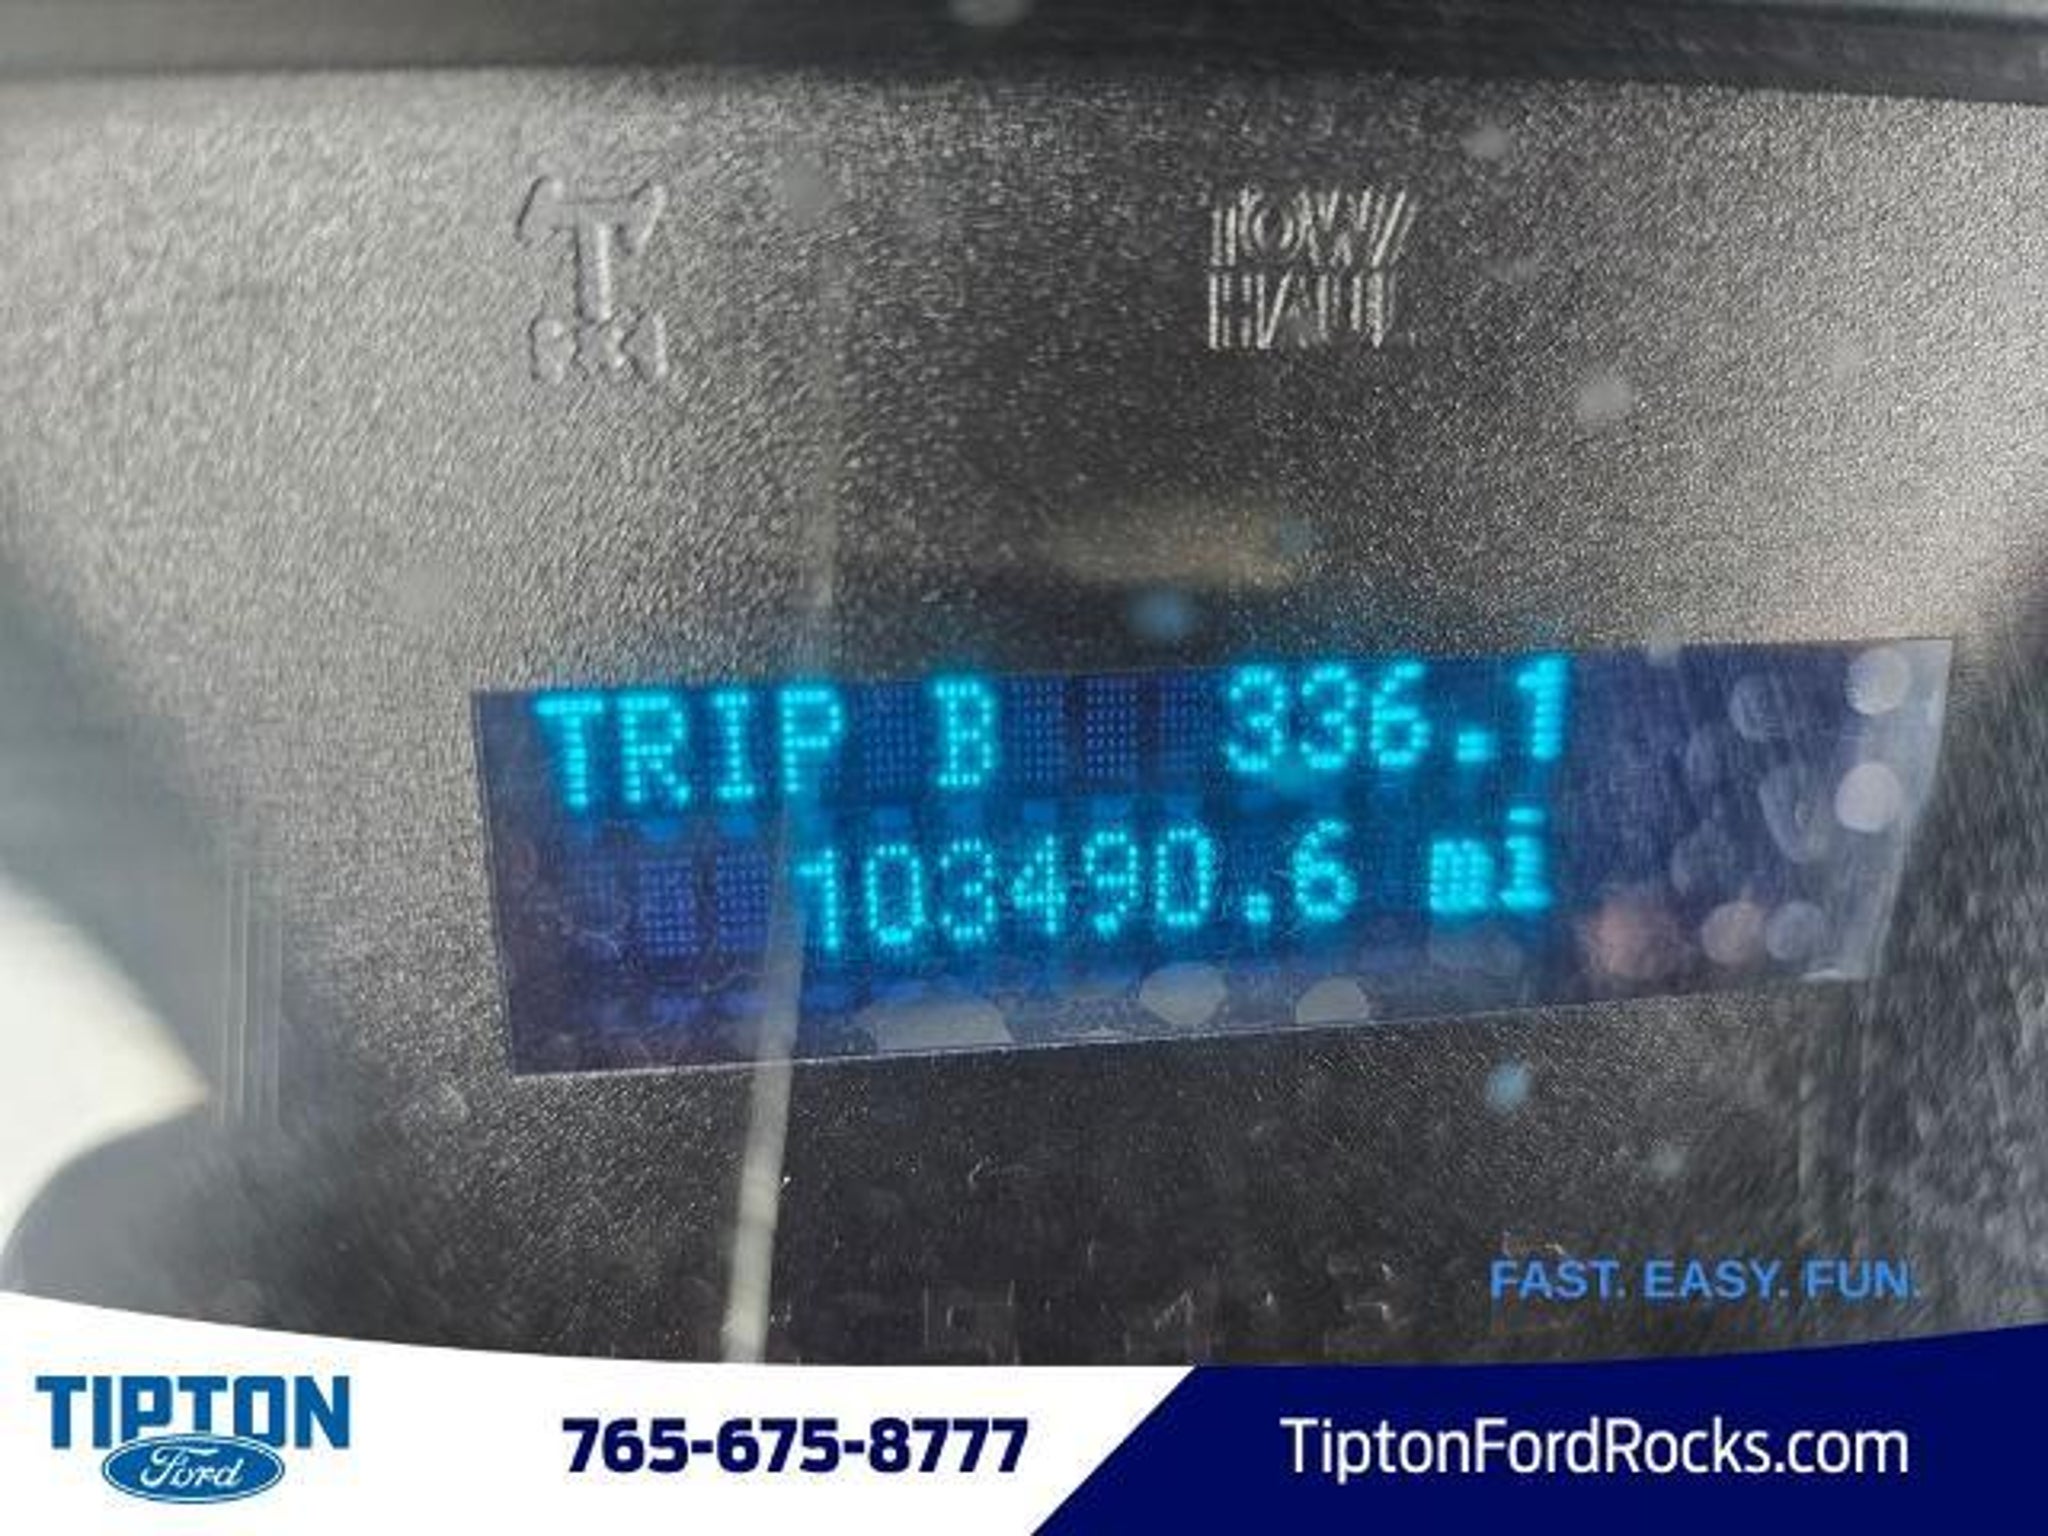 TOW
HAUL
TRIP B 336.1
103490.6 mi
FAST. EASY. FUN.
TIPTON
Ford
765-675-8777
TiptonFordRocks.com